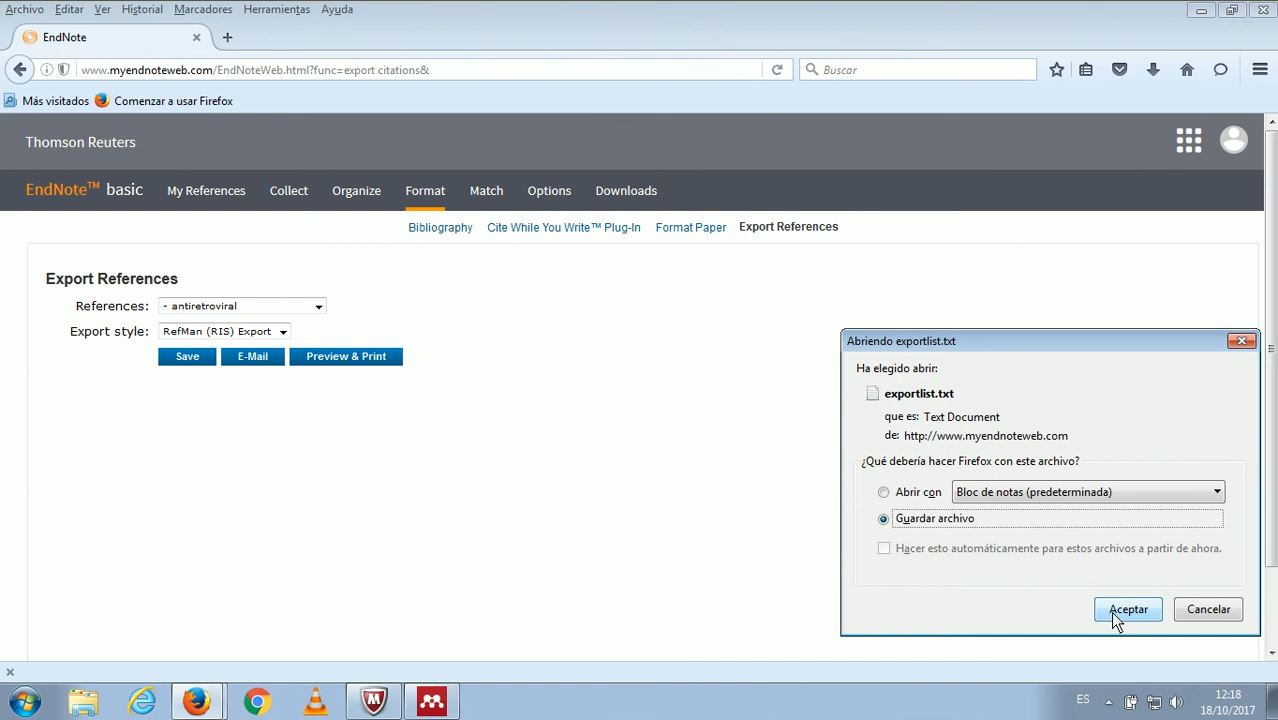 Archivo Editar Ver Historial Marcadores Herramientas Ayuda
EndNote
www.myendnoteweb.com/EndNoteWeb.html?func=export citations&
Buscar
Más visitados Comenzar a usar Firefox
Thomson Reuters
EndNote™ basic My References Collect Organize Format Match Options Downloads
Bibliography Cite While You Write™ Plug-In Format Paper Export References
Export References
References: - antiretroviral
Export style: RefMan (RIS) Export
Save E-Mail Preview & Print
Abriendo exportlist.txt
Ha elegido abrir:
exportlist.txt
que es: Text Document
de: http://www.myendnoteweb.com
¿Qué debería hacer Firefox con este archivo?
Abrir con Bloc de notas (predeterminada)
Guardar archivo
Hacer esto automáticamente para estos archivos a partir de ahora.
Aceptar Cancelar
ES
12:18
18/10/2017